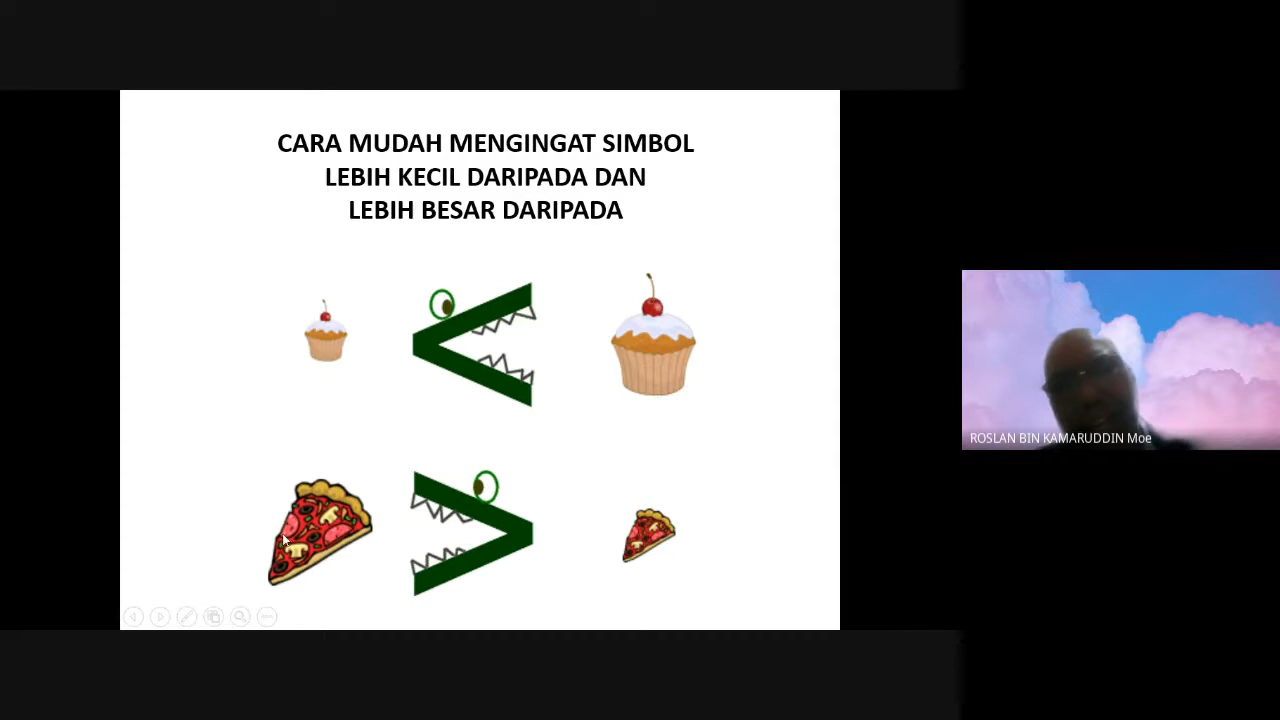 CARA MUDAH MENGINGAT SIMBOL
LEBIH KECIL DARIPADA DAN
LEBIH BESAR DARIPADA
ROSLAN BIN KAMARUDDIN Moe